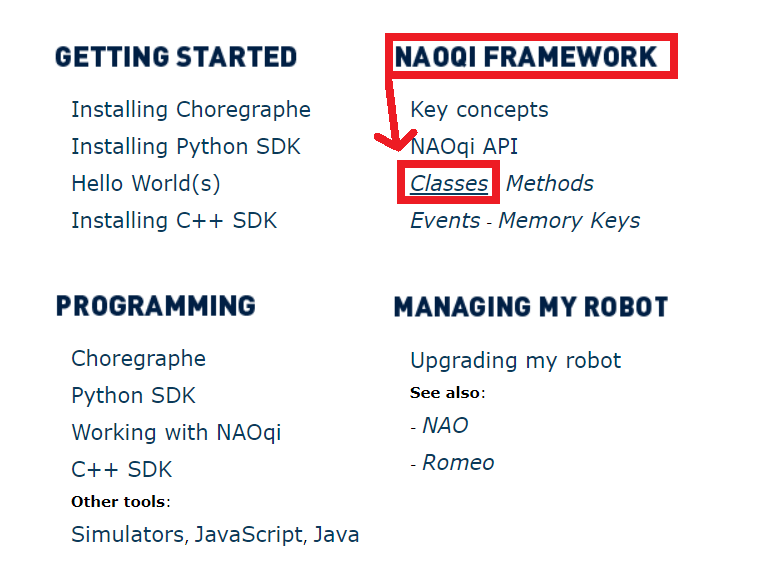 GETTING STARTED
Installing Choregraphe
Installing Python SDK
Hello World(s)
Installing C++ SDK
NAOQI FRAMEWORK
Key concepts
NAOqi API
Classes Methods
Events - Memory Keys
PROGRAMMING
Choregraphe
Python SDK
Working with NAOqi
C++ SDK
Other tools:
Simulators, JavaScript, Java
MANAGING MY ROBOT
Upgrading my robot
See also:
- NAO
- Romeo